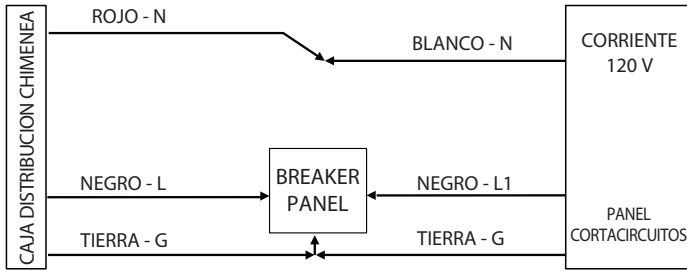 CAJA DISTRIBUCION CHIMENEA
ROJO - N
BLANCO - N
CORRIENTE
120 V
NEGRO - L
BREAKER
PANEL
NEGRO - L1
TIERRA - G
TIERRA - G
PANEL
CORTACIRCUITOS